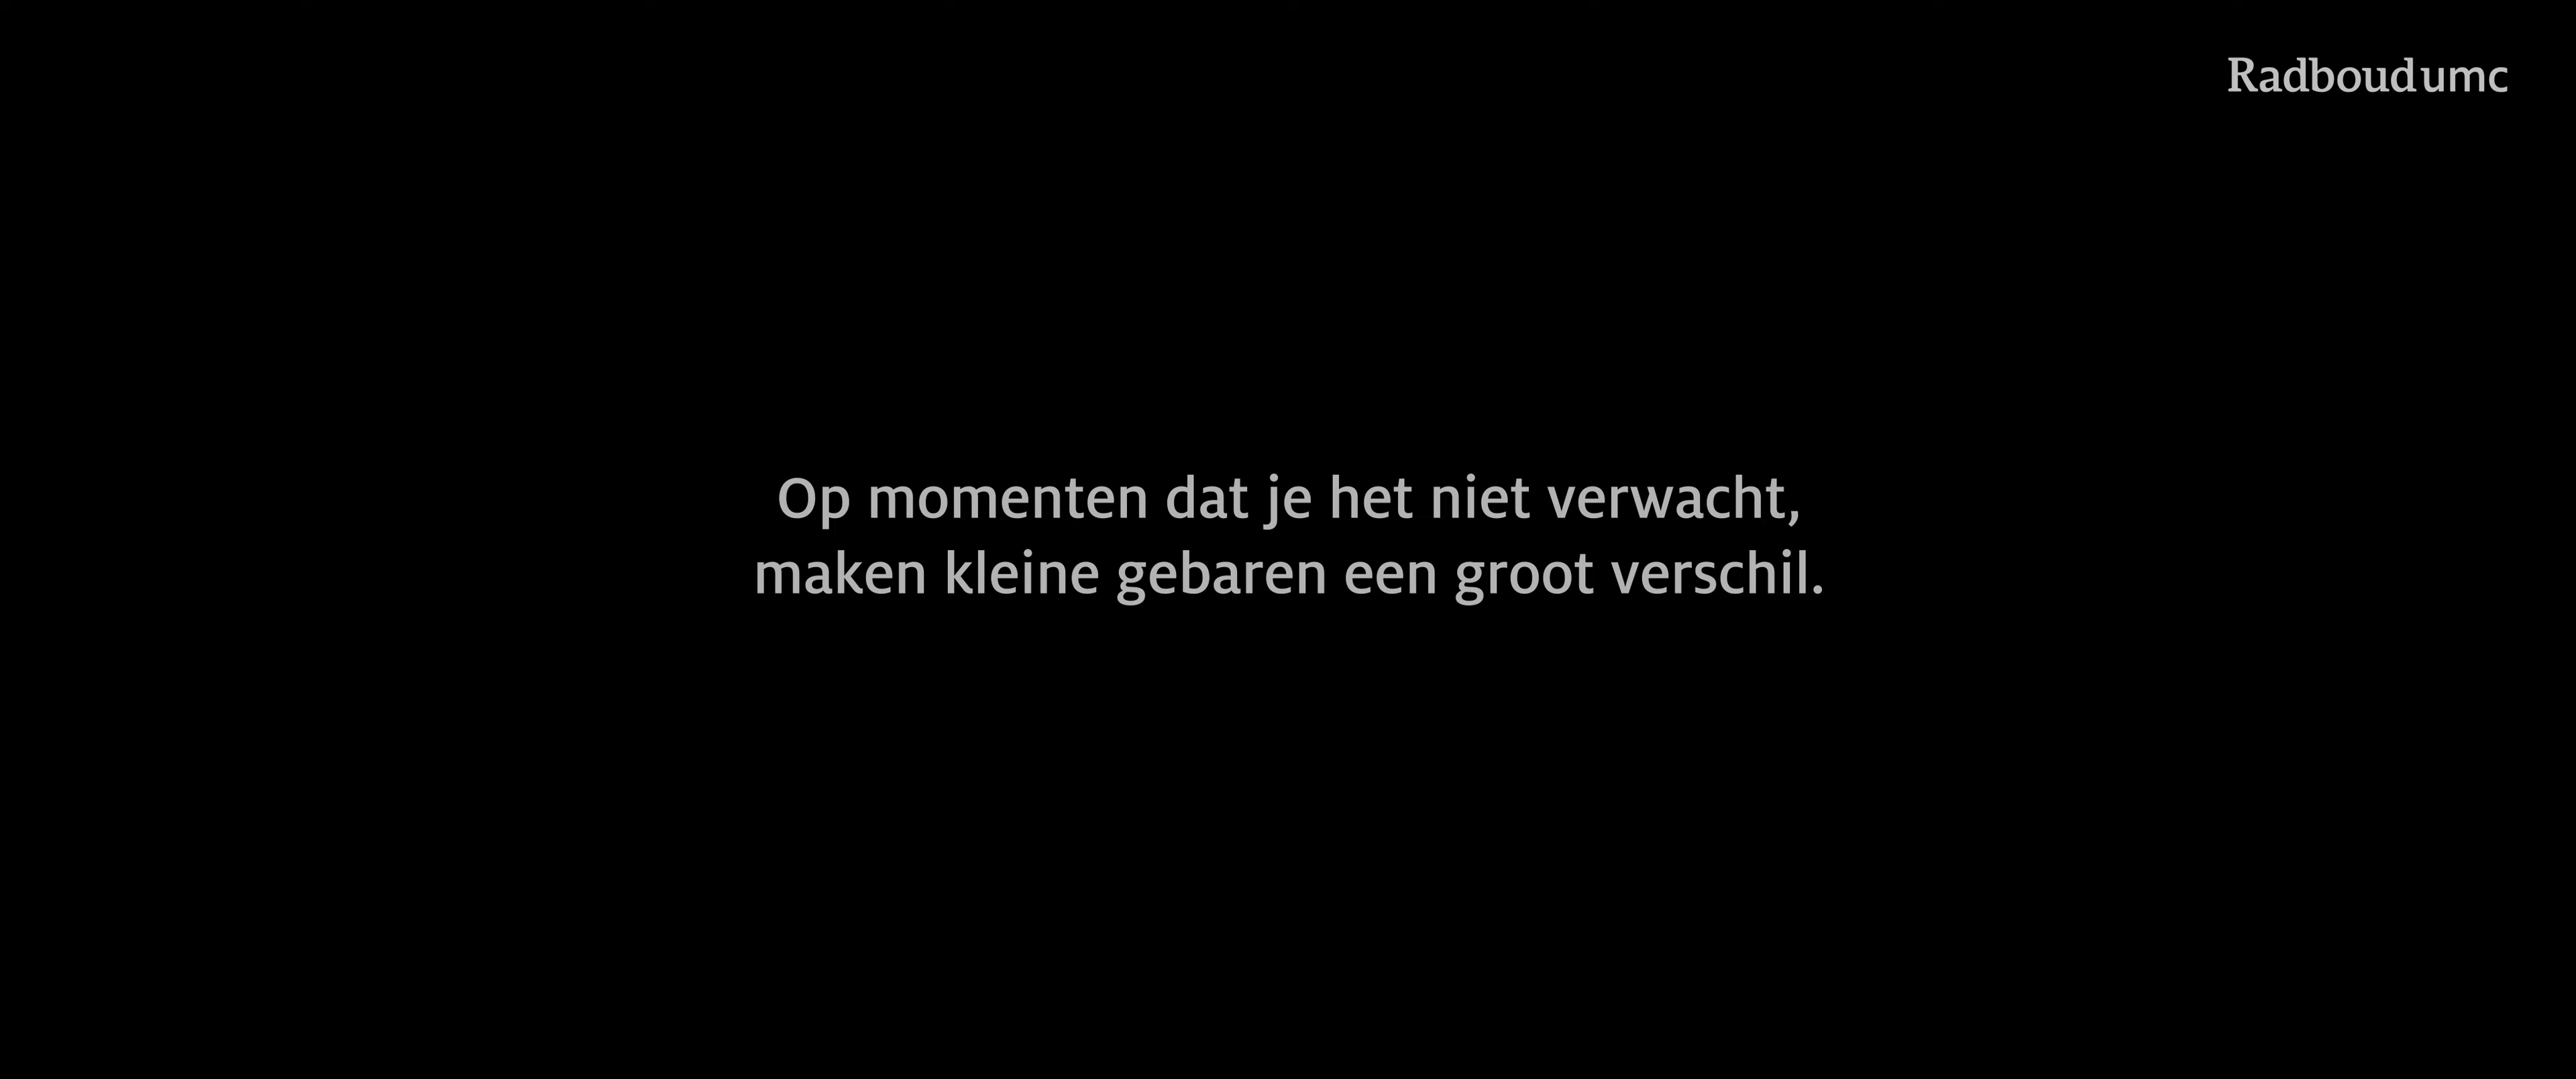 Radboudumc
Op momenten dat je het niet verwacht,
maken kleine gebaren een groot verschil.